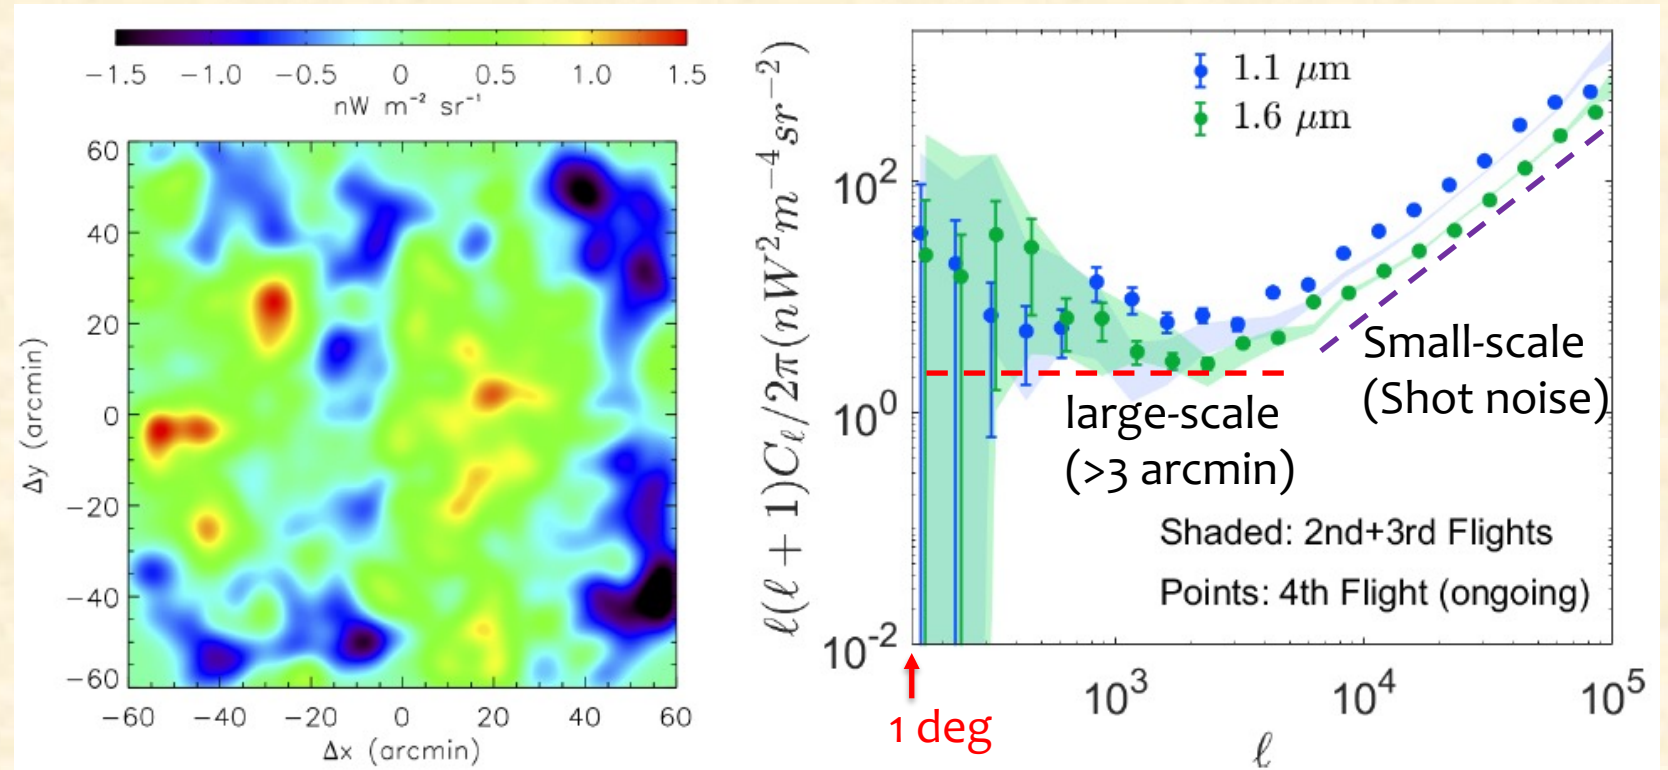 −1.5 −1.0 −0.5 0 0.5 1.0 1.5
nW m⁻² sr⁻¹
60
40
20
0
−20
−40
−60
Δy (arcmin)
−60 −40 −20 0 20 40 60
Δx (arcmin)
ℓ(ℓ + 1)Cℓ/2π(nW²m⁻⁴sr⁻²)
1.1 μm
1.6 μm
10²
10⁰
10⁻²
Small-scale
(Shot noise)
large-scale
(>3 arcmin)
Shaded: 2nd+3rd Flights
Points: 4th Flight (ongoing)
10³ 10⁴ 10⁵
1 deg
ℓ